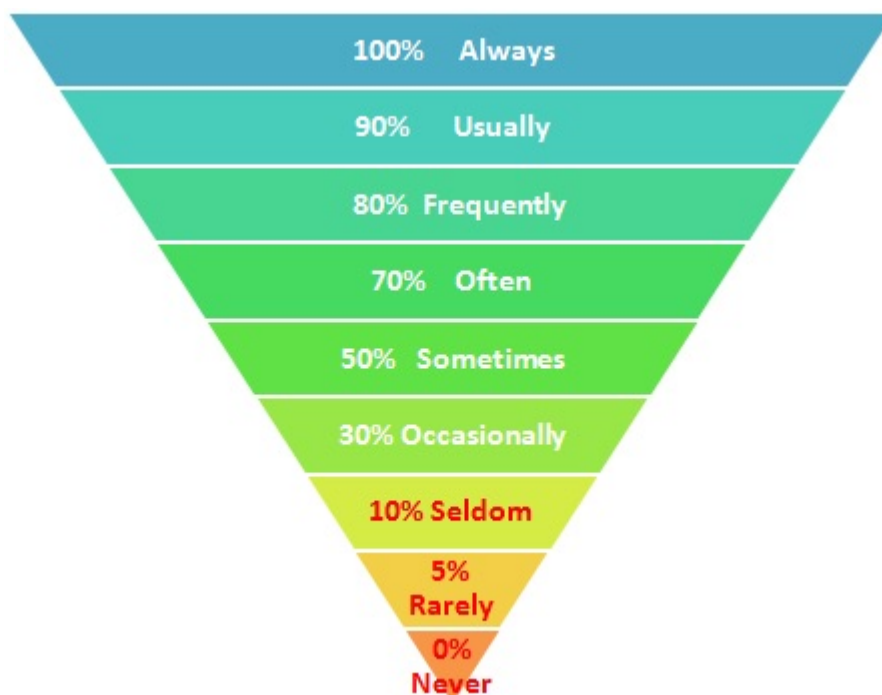 100% Always
90% Usually
80% Frequently
70% Often
50% Sometimes
30% Occasionally
10% Seldom
5%
Rarely
0%
Never